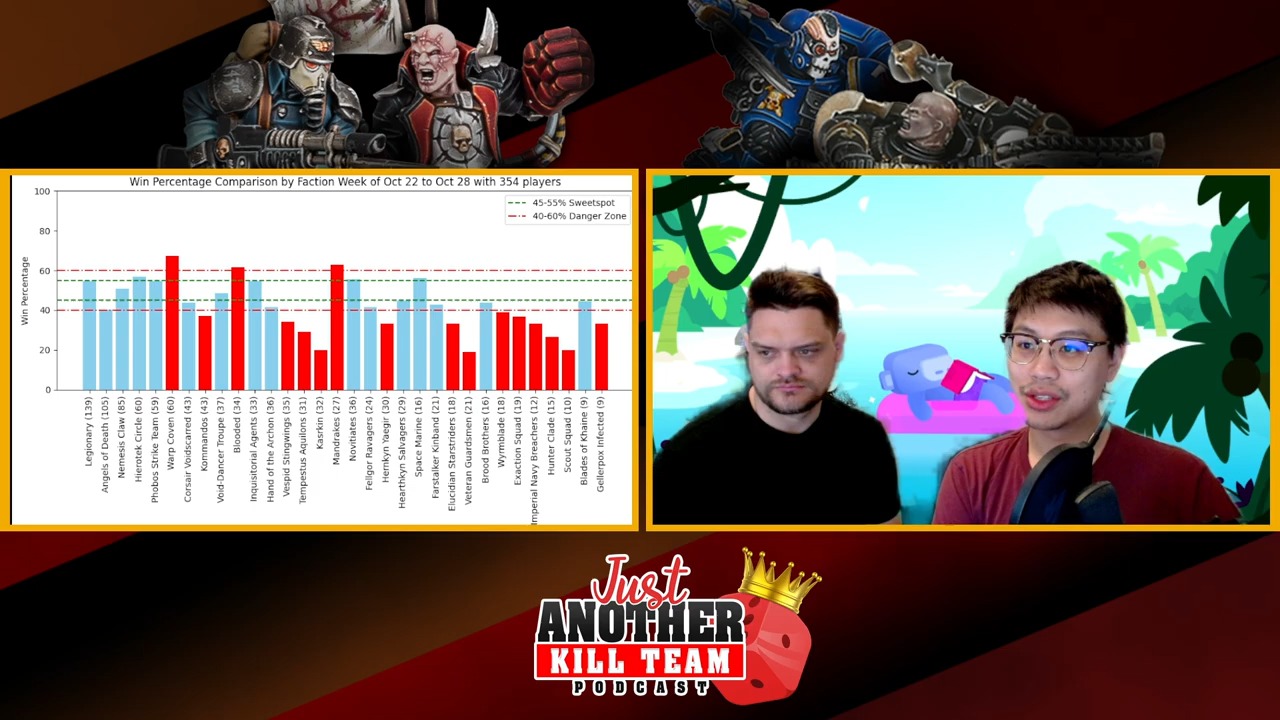 Win Percentage Comparison by Faction Week of Oct 22 to Oct 28 with 354 players
45-55% Sweetspot
40-60% Danger Zone
Win Percentage
100
80
60
40
20
0
Legionary (139)
Angels of Death (105)
Nemesis Claw (85)
Hierotek Circle (60)
Phobos Strike Team (59)
Warp Coven (60)
Corsair Voidscarred (43)
Kommandos (43)
Void-Dancer Troupe (37)
Blooded (34)
Inquisitorial Agents (33)
Hand of the Archon (36)
Vespid Stingwings (35)
Tempestus Aquilons (31)
Kasrkin (32)
Mandrakes (27)
Novitiates (36)
Fellgor Ravagers (24)
Hernkyn Yaegir (30)
Hearthkyn Salvagers (29)
Space Marine (16)
Farstalker Kinband (21)
Elucidian Starstriders (18)
Veteran Guardsmen (21)
Brood Brothers (16)
Wyrmblade (18)
Exaction Squad (19)
Imperial Navy Breachers (12)
Hunter Clade (15)
Scout Squad (10)
Blades of Khaine (9)
Gellerpox Infected (9)
Just
ANOTHER
KILL TEAM
PODCAST